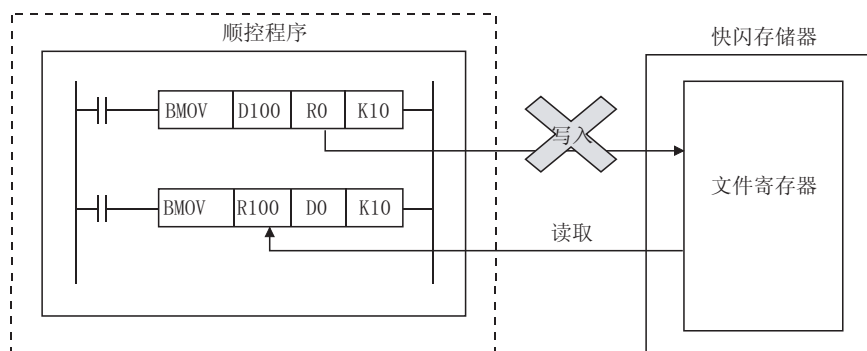 顺控程序
快闪存储器
BMOV D100 R0 K10
写入
文件寄存器
BMOV R100 D0 K10
读取